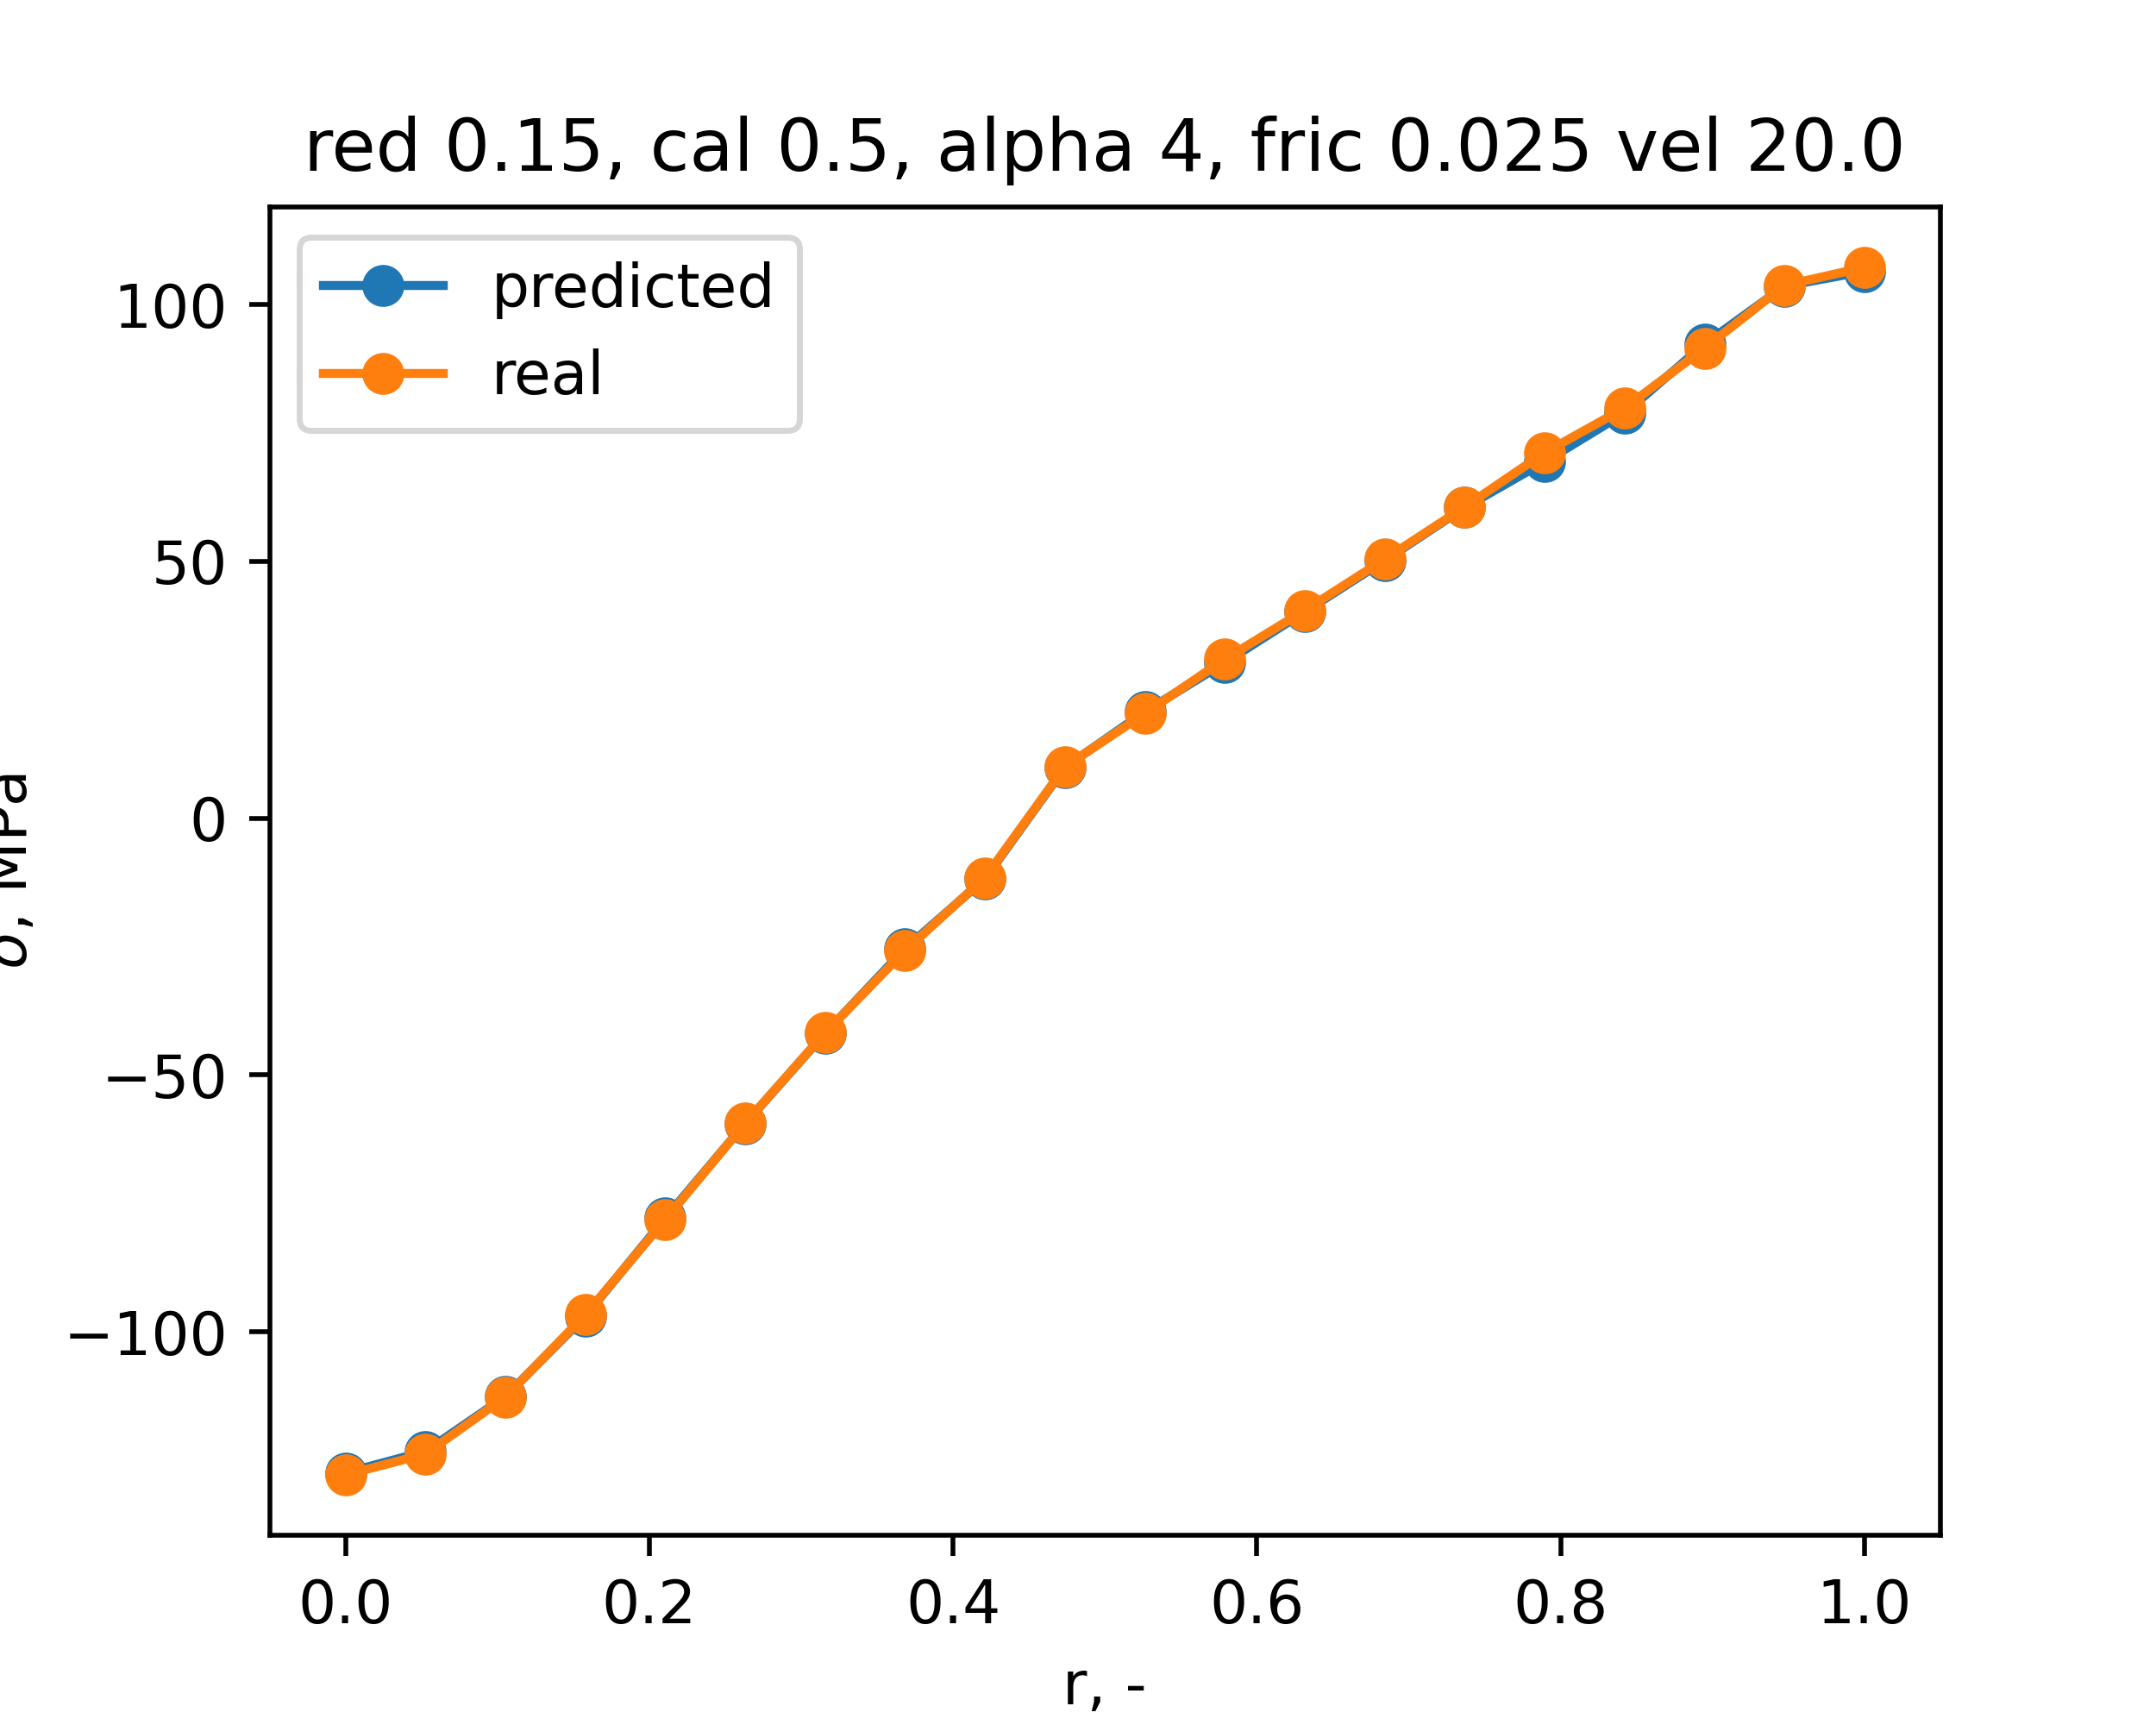 red 0.15, cal 0.5, alpha 4, fric 0.025 vel 20.0
predicted
real
100
50
0
−50
−100
σ, MPa
0.0 0.2 0.4 0.6 0.8 1.0
r, -